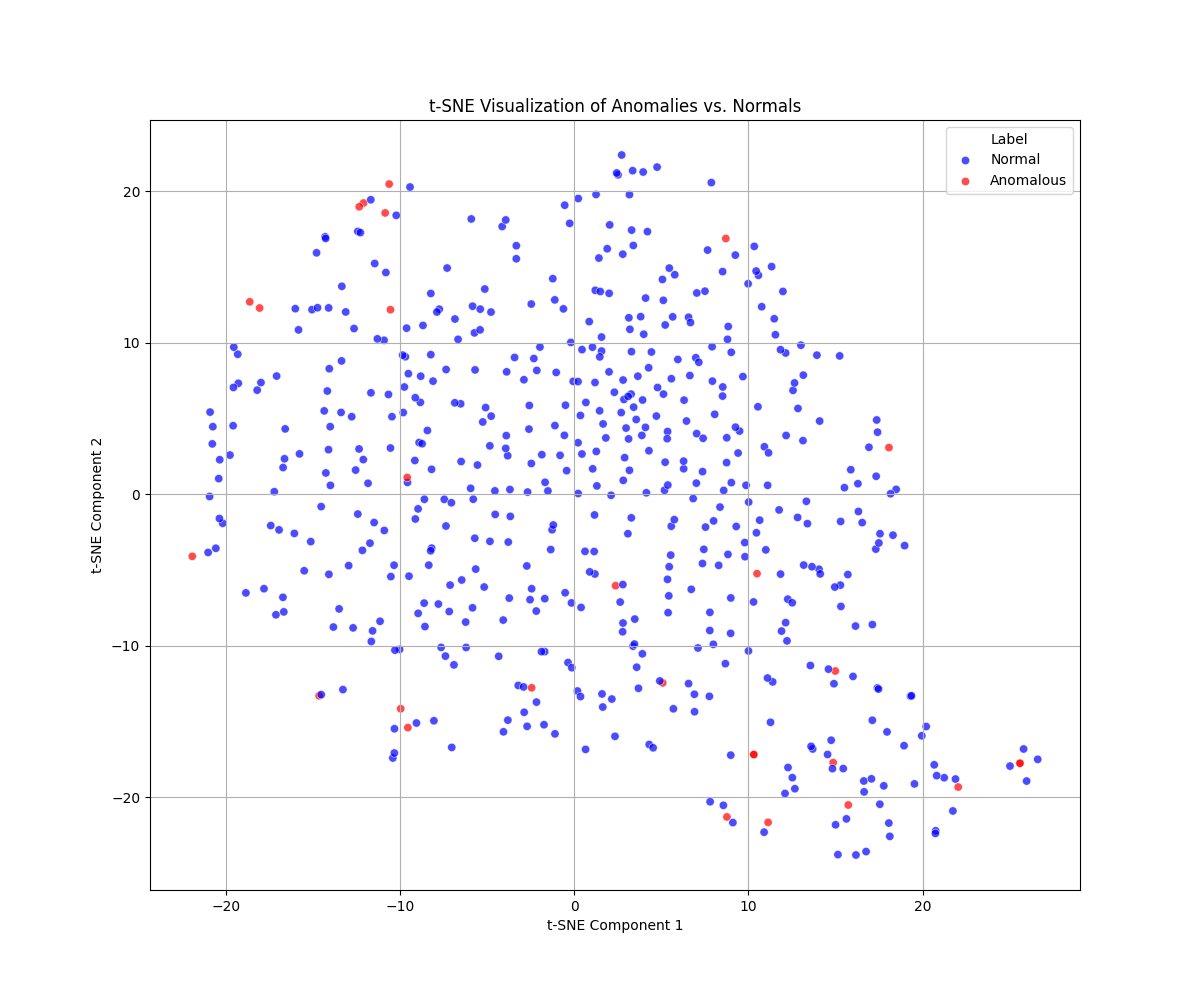 t-SNE Visualization of Anomalies vs. Normals
Label
Normal
Anomalous
20
10
0
−10
−20
t-SNE Component 2
−20
−10
0
10
20
t-SNE Component 1